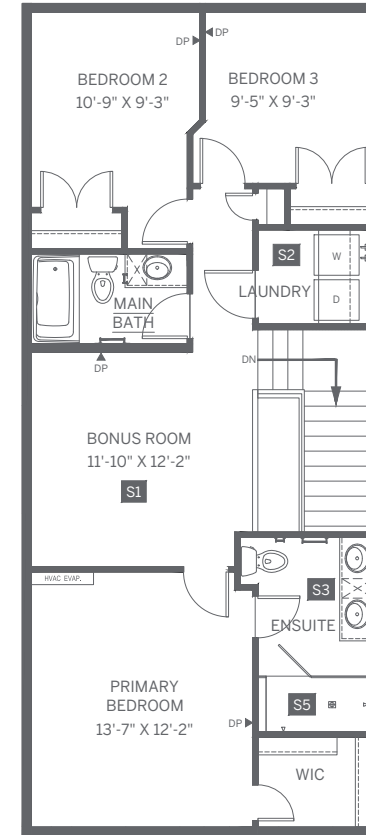 DP
DP
BEDROOM 2
10'-9" X 9'-3"
BEDROOM 3
9'-5" X 9'-3"
S2
W
LAUNDRY
D
X
MAIN
BATH
DP
DN
BONUS ROOM
11'-10" X 12'-2"
S1
HVAC EVAP.
S3
X
ENSUITE
PRIMARY
BEDROOM
13'-7" X 12'-2"
S5
DP
WIC